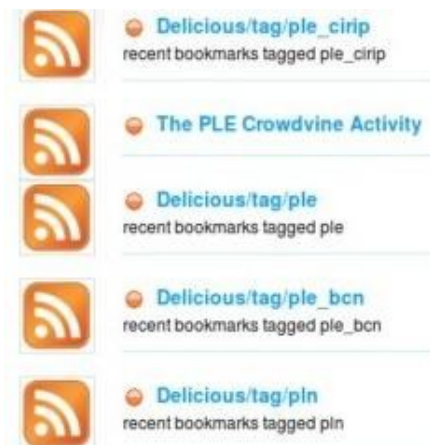 Delicious/tag/ple_cirip
recent bookmarks tagged ple_cirip
The PLE Crowdvine Activity
Delicious/tag/ple
recent bookmarks tagged ple
Delicious/tag/ple_bcn
recent bookmarks tagged ple_bcn
Delicious/tag/pln
recent bookmarks tagged pln